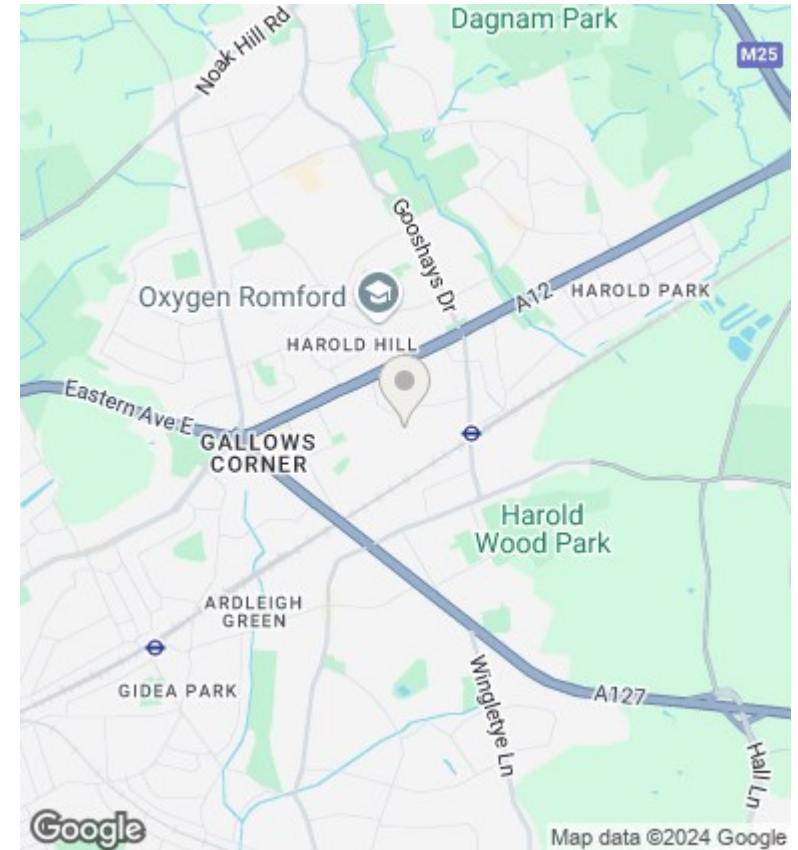 Dagnam Park
Noak Hill Rd
M25
Gooshays Dr
Oxygen Romford
A12
HAROLD PARK
HAROLD HILL
Eastern Ave E
GALLOWS
CORNER
Harold
Wood Park
ARDLEIGH
GREEN
GIDEA PARK
Wingletye Ln
A127
Hall Ln
Google
Map data ©2024 Google